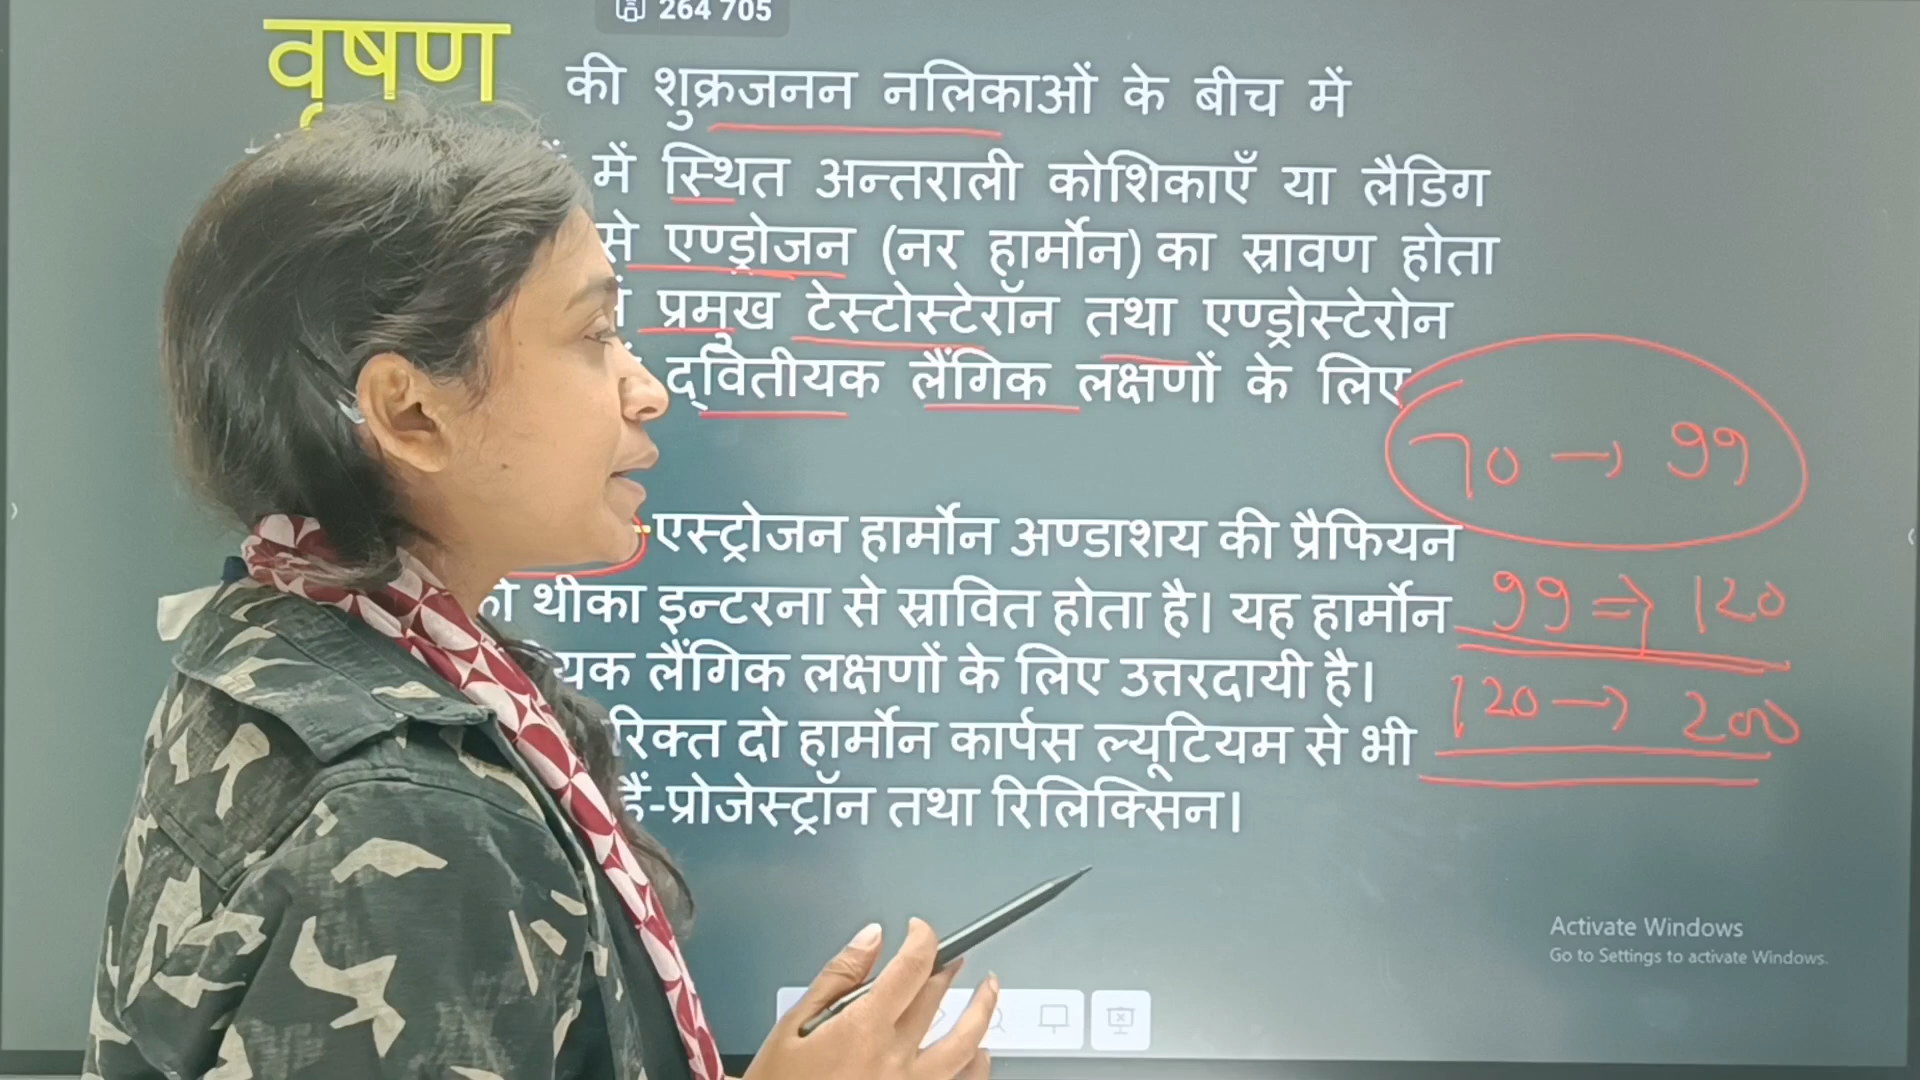 264 705
वृषण
की शुक्रजनन नलिकाओं के बीच में
में स्थित अन्तराली कोशिकाएँ या लैडिग
से एण्ड्रोजन (नर हार्मोन) का स्रावण होता
प्रमुख टेस्टोस्टेरॉन तथा एण्ड्रोस्टेरोन
द्वितीयक लैंगिक लक्षणों के लिए
70 → 99
एस्ट्रोजन हार्मोन अण्डाशय की प्रैफियन
थीका इन्टरना से स्रावित होता है। यह हार्मोन
99 ⇒ 120
यक लैंगिक लक्षणों के लिए उत्तरदायी है।
120 → 200
रिक्त दो हार्मोन कार्पस ल्यूटियम से भी
हैं-प्रोजेस्ट्रॉन तथा रिलिक्सिन।
Activate Windows
Go to Settings to activate Windows.